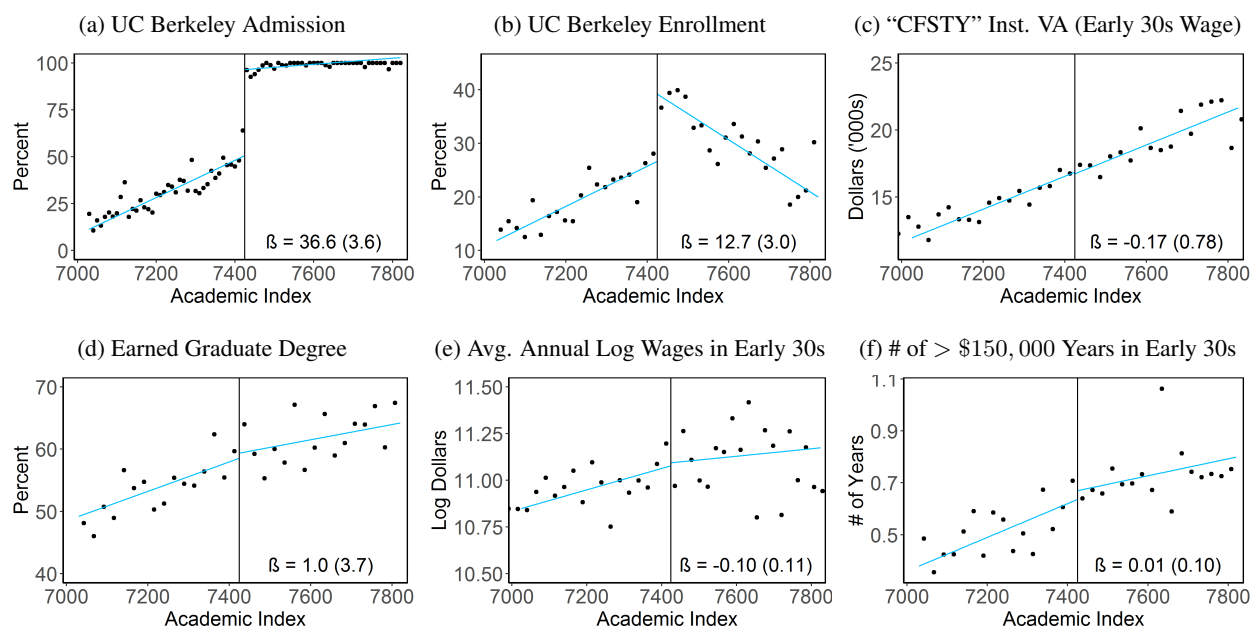 (a) UC Berkeley Admission
100
75
50
25
0
Percent
ß = 36.6 (3.6)
7000 7200 7400 7600 7800
Academic Index
(b) UC Berkeley Enrollment
40
30
20
10
Percent
ß = 12.7 (3.0)
7000 7200 7400 7600 7800
Academic Index
(c) “CFSTY” Inst. VA (Early 30s Wage)
25
20
15
Dollars ('000s)
ß = -0.17 (0.78)
7000 7200 7400 7600 7800
Academic Index
(d) Earned Graduate Degree
70
60
50
40
Percent
ß = 1.0 (3.7)
7000 7200 7400 7600 7800
Academic Index
(e) Avg. Annual Log Wages in Early 30s
11.50
11.25
11.00
10.75
10.50
Log Dollars
ß = -0.10 (0.11)
7000 7200 7400 7600 7800
Academic Index
(f) # of > $150,000 Years in Early 30s
1.1
0.9
0.7
0.5
# of Years
ß = 0.01 (0.10)
7000 7200 7400 7600 7800
Academic Index